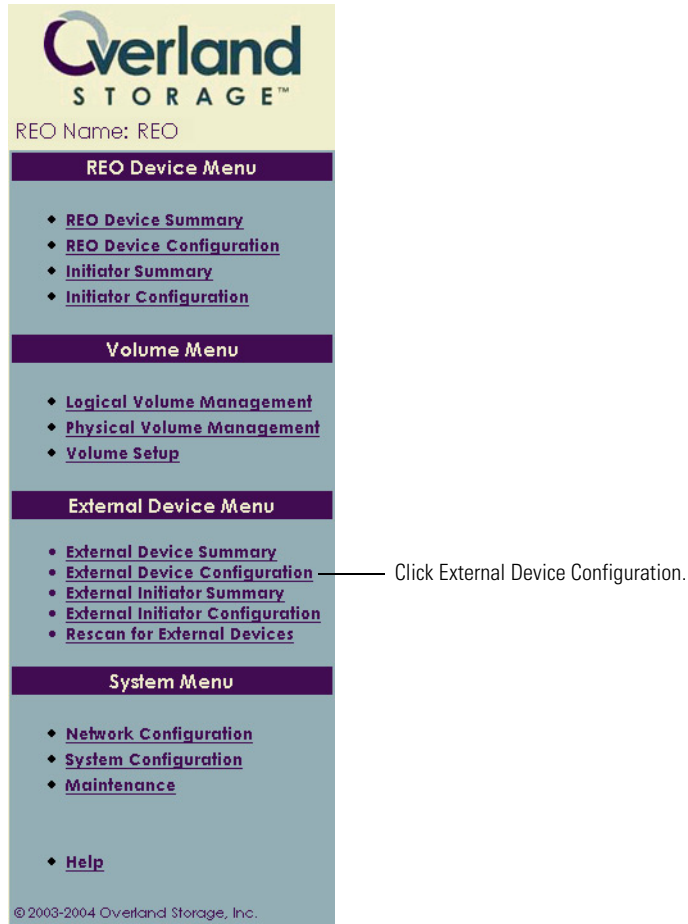 Overland
STORAGE™
REO Name: REO
REO Device Menu
REO Device Summary
REO Device Configuration
Initiator Summary
Initiator Configuration
Volume Menu
Logical Volume Management
Physical Volume Management
Volume Setup
External Device Menu
External Device Summary
External Device Configuration
Click External Device Configuration.
External Initiator Summary
External Initiator Configuration
Rescan for External Devices
System Menu
Network Configuration
System Configuration
Maintenance
Help
© 2003-2004 Overland Storage, Inc.